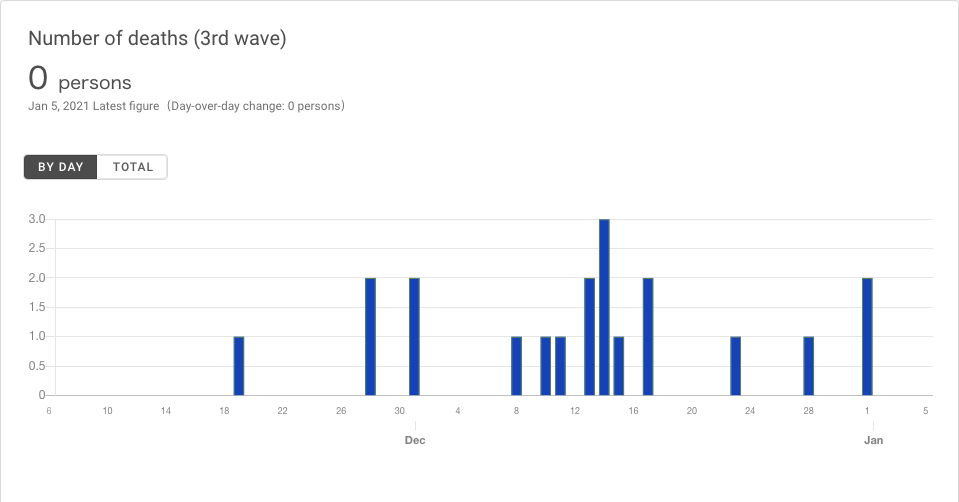 Number of deaths (3rd wave)
0 persons
Jan 5, 2021 Latest figure (Day-over-day change: 0 persons)
BY DAY TOTAL
3.0
2.5
2.0
1.5
1.0
0.5
0
6 10 14 18 22 26 30 4 8 12 16 20 24 28 1 5
Dec Jan